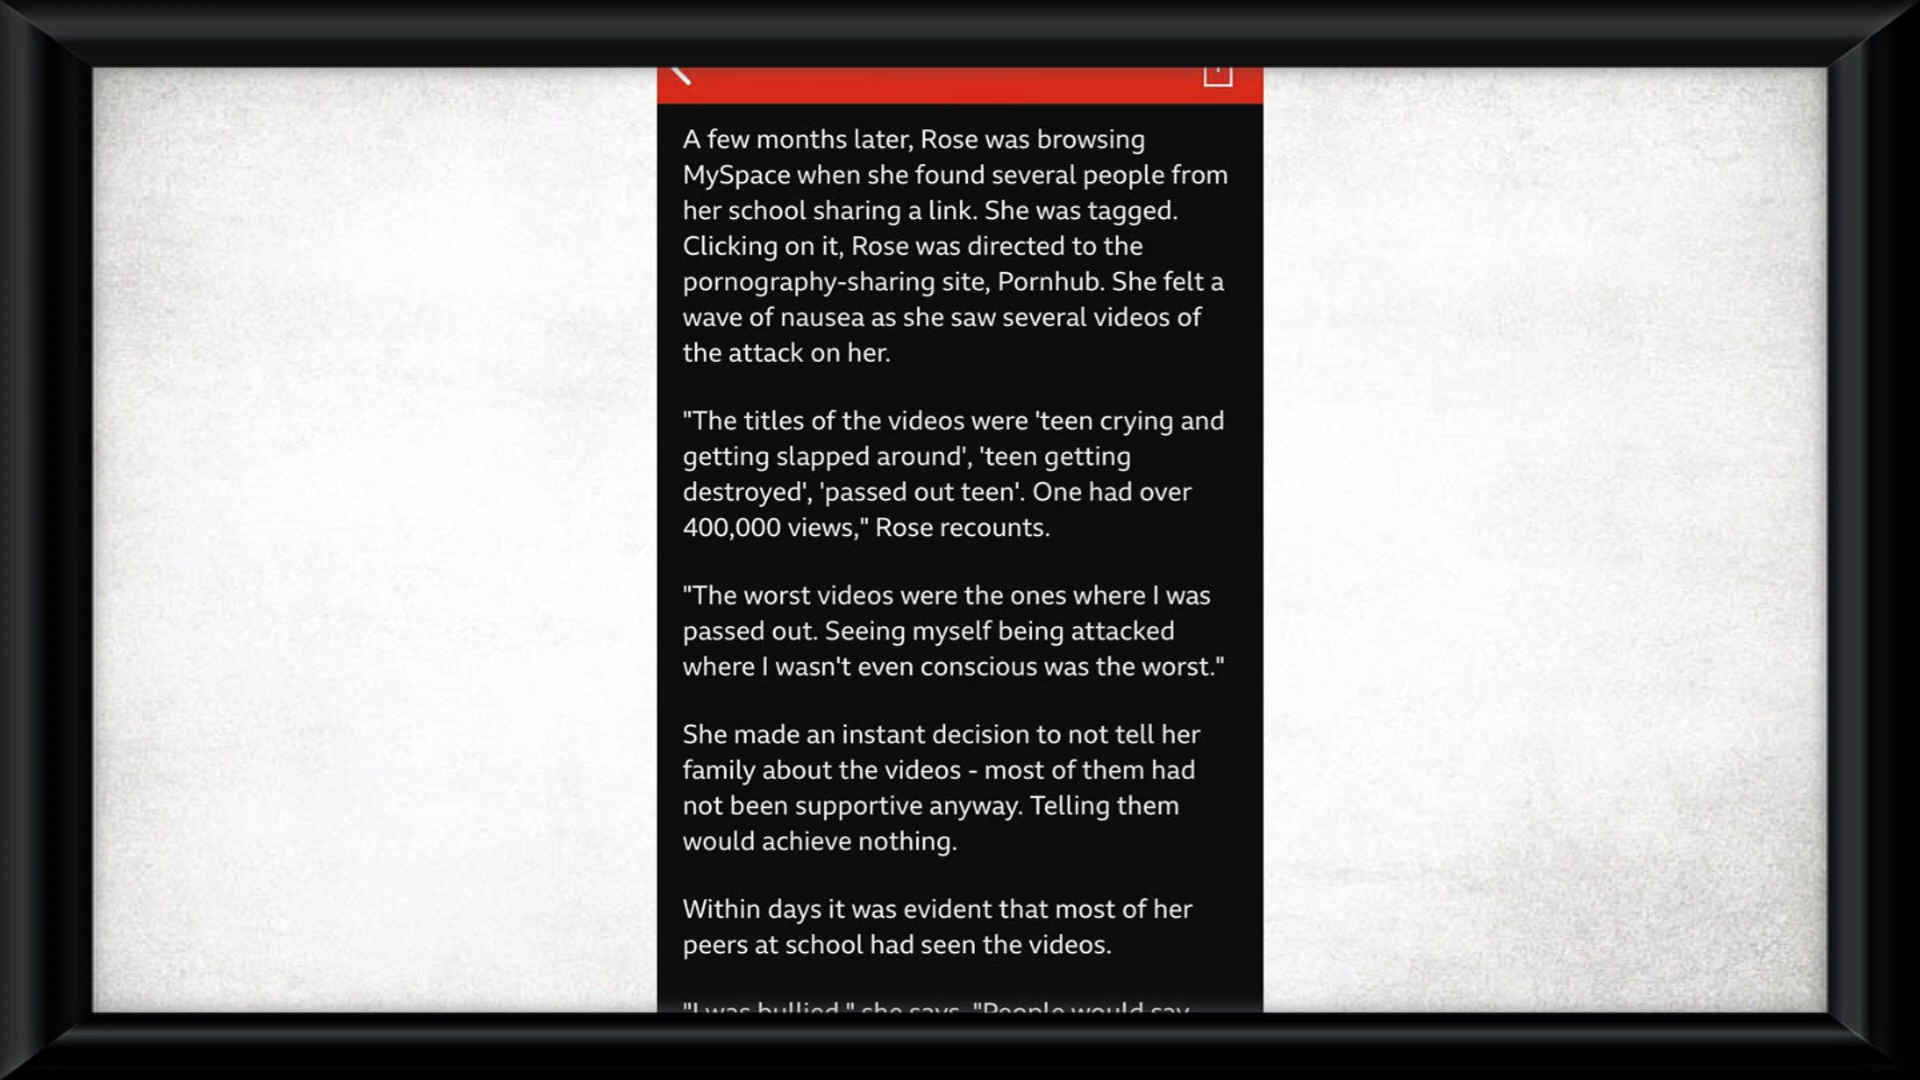 A few months later, Rose was browsing
MySpace when she found several people from
her school sharing a link. She was tagged.
Clicking on it, Rose was directed to the
pornography-sharing site, Pornhub. She felt a
wave of nausea as she saw several videos of
the attack on her.
"The titles of the videos were 'teen crying and
getting slapped around', 'teen getting
destroyed', 'passed out teen'. One had over
400,000 views," Rose recounts.
"The worst videos were the ones where I was
passed out. Seeing myself being attacked
where I wasn't even conscious was the worst."
She made an instant decision to not tell her
family about the videos - most of them had
not been supportive anyway. Telling them
would achieve nothing.
Within days it was evident that most of her
peers at school had seen the videos.
"I was bullied," she says. "People would say